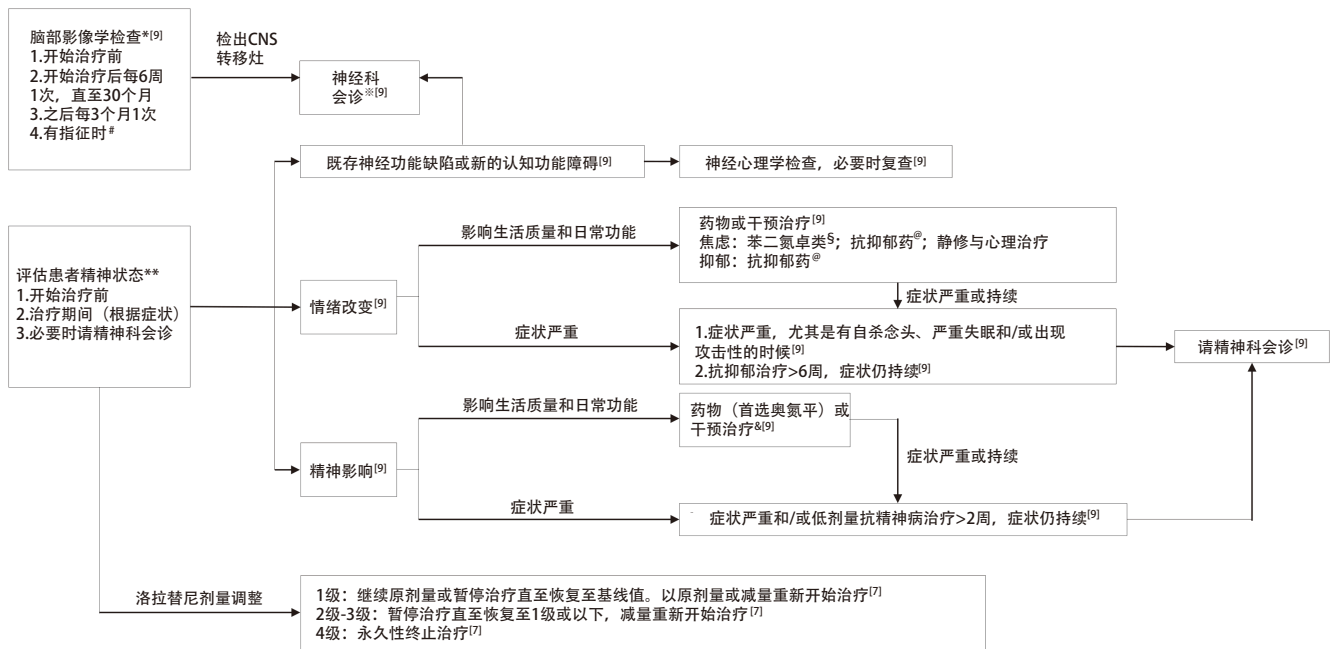 脑部影像学检查*[9]
1.开始治疗前
2.开始治疗后每6周
1次，直至30个月
3.之后每3个月1次
4.有指征时#
检出CNS
转移灶
神经科
会诊※[9]
既存神经功能缺陷或新的认知功能障碍[9]
神经心理学检查，必要时复查[9]
评估患者精神状态**
1.开始治疗前
2.治疗期间（根据症状）
3.必要时请精神科会诊
情绪改变[9]
影响生活质量和日常功能
药物或干预治疗[9]
焦虑：苯二氮卓类§；抗抑郁药@；静修与心理治疗
抑郁：抗抑郁药@
症状严重或持续
症状严重
1.症状严重，尤其是有自杀念头、严重失眠和/或出现
攻击性的时候[9]
2.抗抑郁治疗>6周，症状仍持续[9]
请精神科会诊[9]
精神影响[9]
影响生活质量和日常功能
药物（首选奥氮平）或
干预治疗&[9]
症状严重或持续
症状严重
症状严重和/或低剂量抗精神病治疗>2周，症状仍持续[9]
洛拉替尼剂量调整
1级：继续原剂量或暂停治疗直至恢复至基线值。以原剂量或减量重新开始治疗[7]
2级-3级：暂停治疗直至恢复至1级或以下，减量重新开始治疗[7]
4级：永久性终止治疗[7]